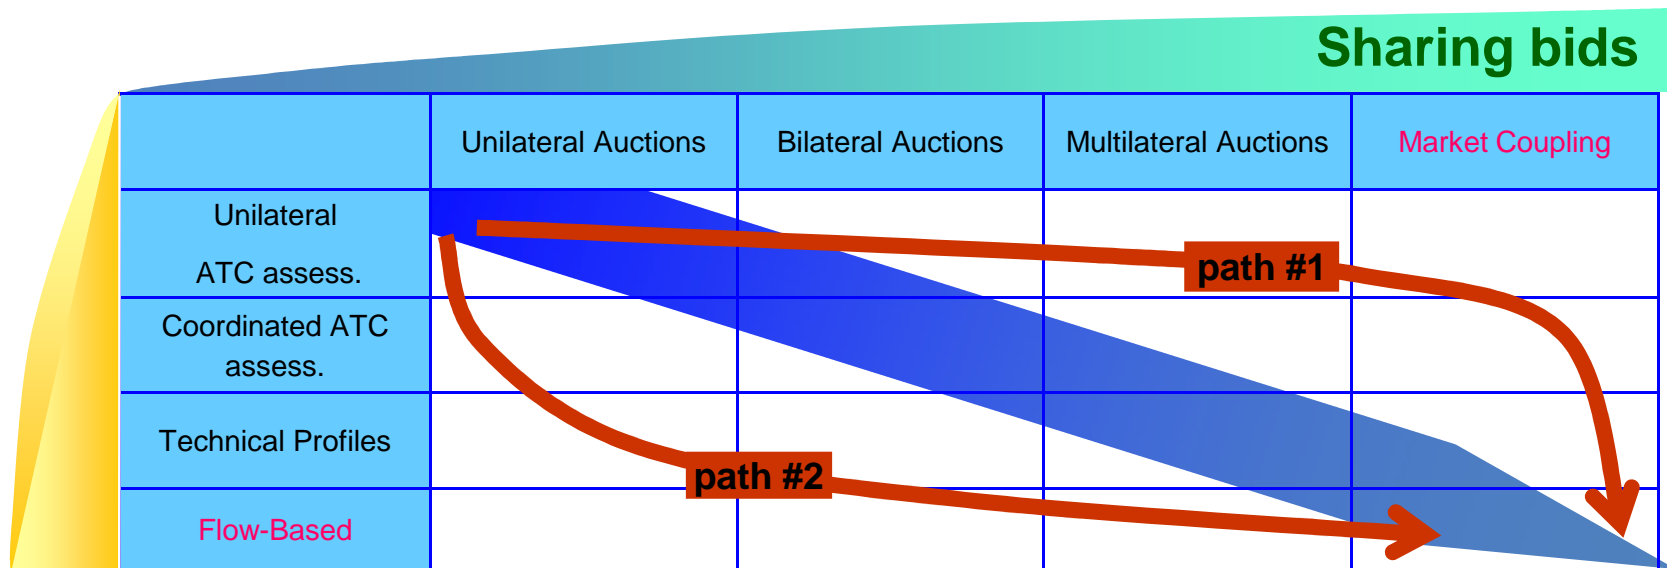 Sharing bids
Unilateral Auctions
Bilateral Auctions
Multilateral Auctions
Market Coupling
Unilateral
ATC assess.
path #1
Coordinated ATC
assess.
Technical Profiles
path #2
Flow-Based